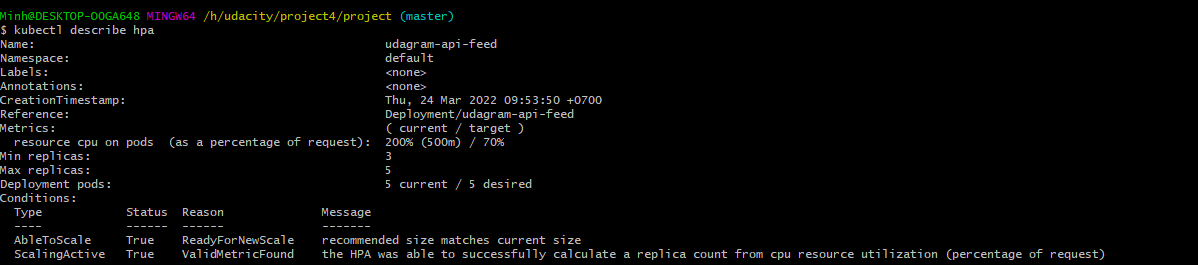 Minh@DESKTOP-OOGA648 MINGW64 /h/udacity/project4/project (master)
$ kubectl describe hpa
Name: udagram-api-feed
Namespace: default
Labels: <none>
Annotations: <none>
CreationTimestamp: Thu, 24 Mar 2022 09:53:50 +0700
Reference: Deployment/udagram-api-feed
Metrics: ( current / target )
resource cpu on pods (as a percentage of request): 200% (500m) / 70%
Min replicas: 3
Max replicas: 5
Deployment pods: 5 current / 5 desired
Conditions:
Type Status Reason Message
---- ------ ------ -------
AbleToScale True ReadyForNewScale recommended size matches current size
ScalingActive True ValidMetricFound the HPA was able to successfully calculate a replica count from cpu resource utilization (percentage of request)